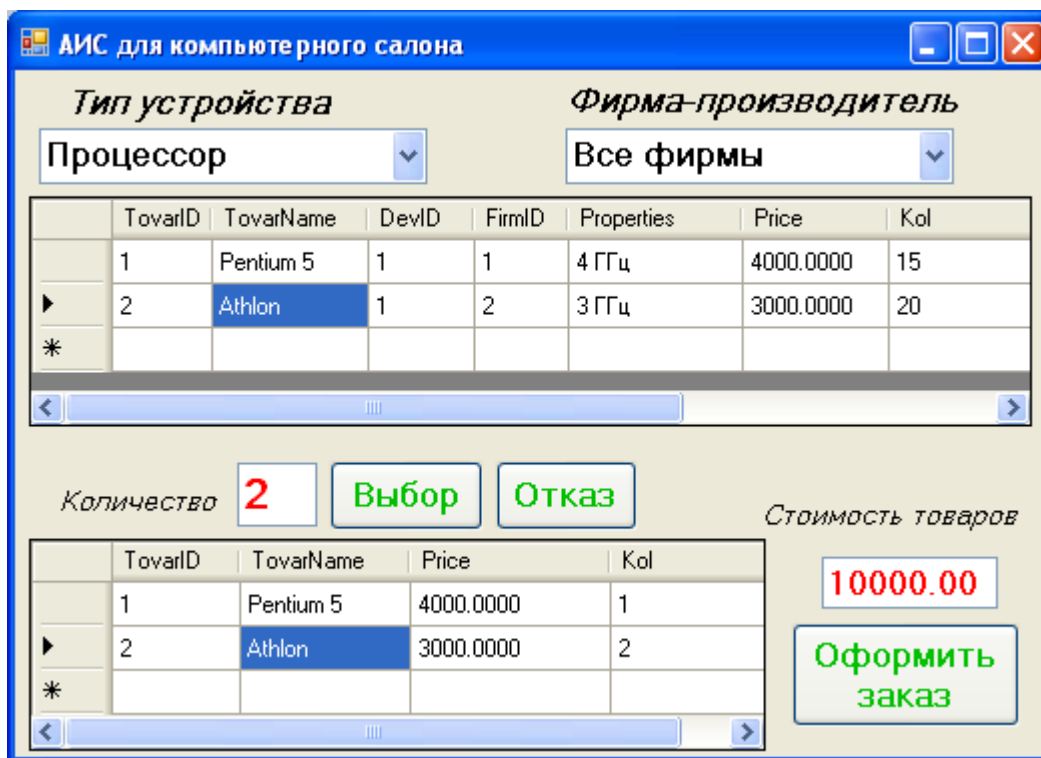 АИС для компьютерного салона
Тип устройства Фирма-производитель
Процессор Все фирмы
TovarID TovarName DevID FirmID Properties Price Kol
1 Pentium 5 1 1 4 ГГц 4000.0000 15
2 Athlon 1 2 3 ГГц 3000.0000 20
Количество 2 Выбор Отказ
Стоимость товаров
TovarID TovarName Price Kol
10000.00
1 Pentium 5 4000.0000 1
2 Athlon 3000.0000 2
Оформить
заказ